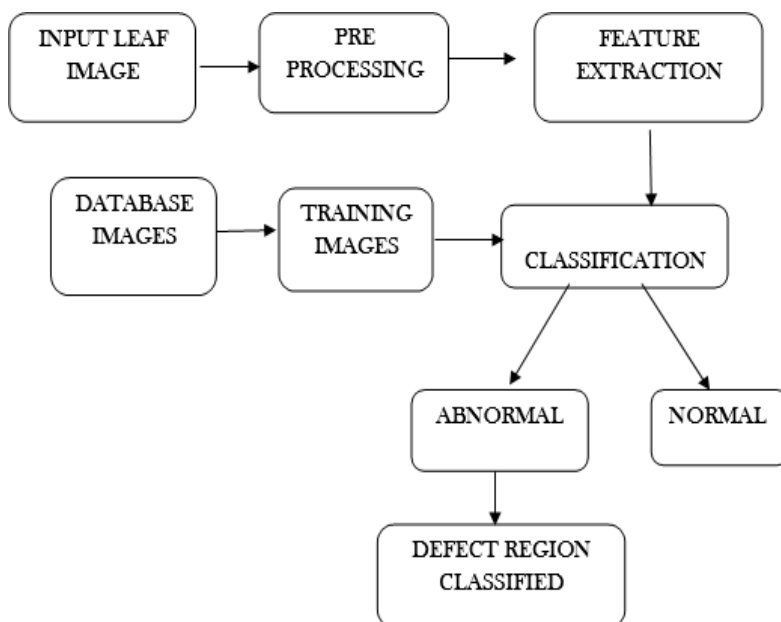 INPUT LEAF
IMAGE
PRE
PROCESSING
FEATURE
EXTRACTION
DATABASE
IMAGES
TRAINING
IMAGES
CLASSIFICATION
ABNORMAL
NORMAL
DEFECT REGION
CLASSIFIED